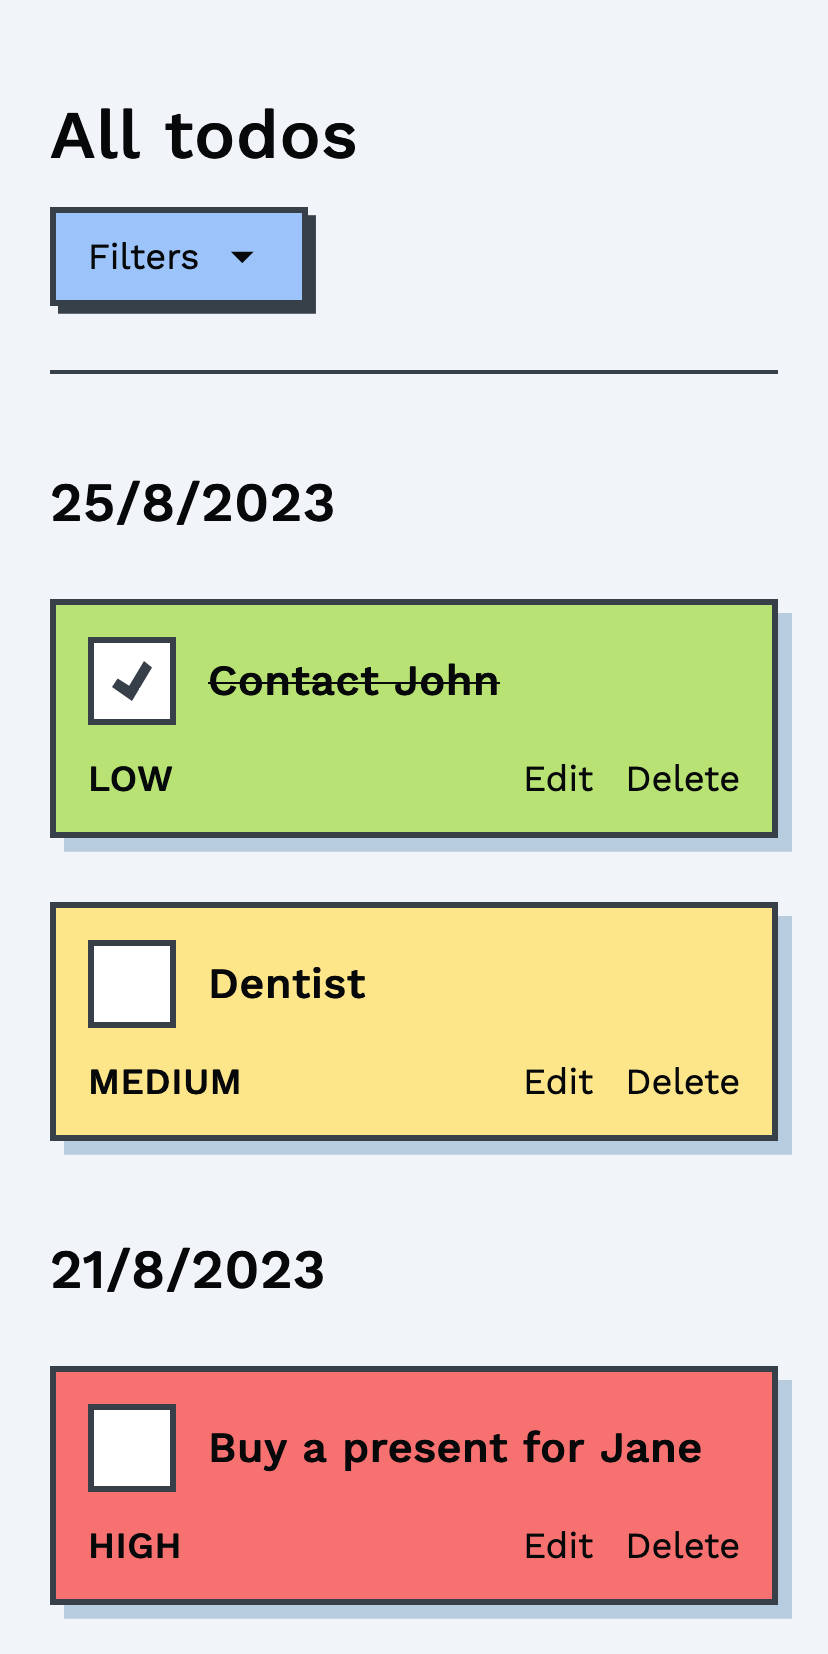 All todos
Filters
25/8/2023
Contact John
LOW Edit Delete
Dentist
MEDIUM Edit Delete
21/8/2023
Buy a present for Jane
HIGH Edit Delete